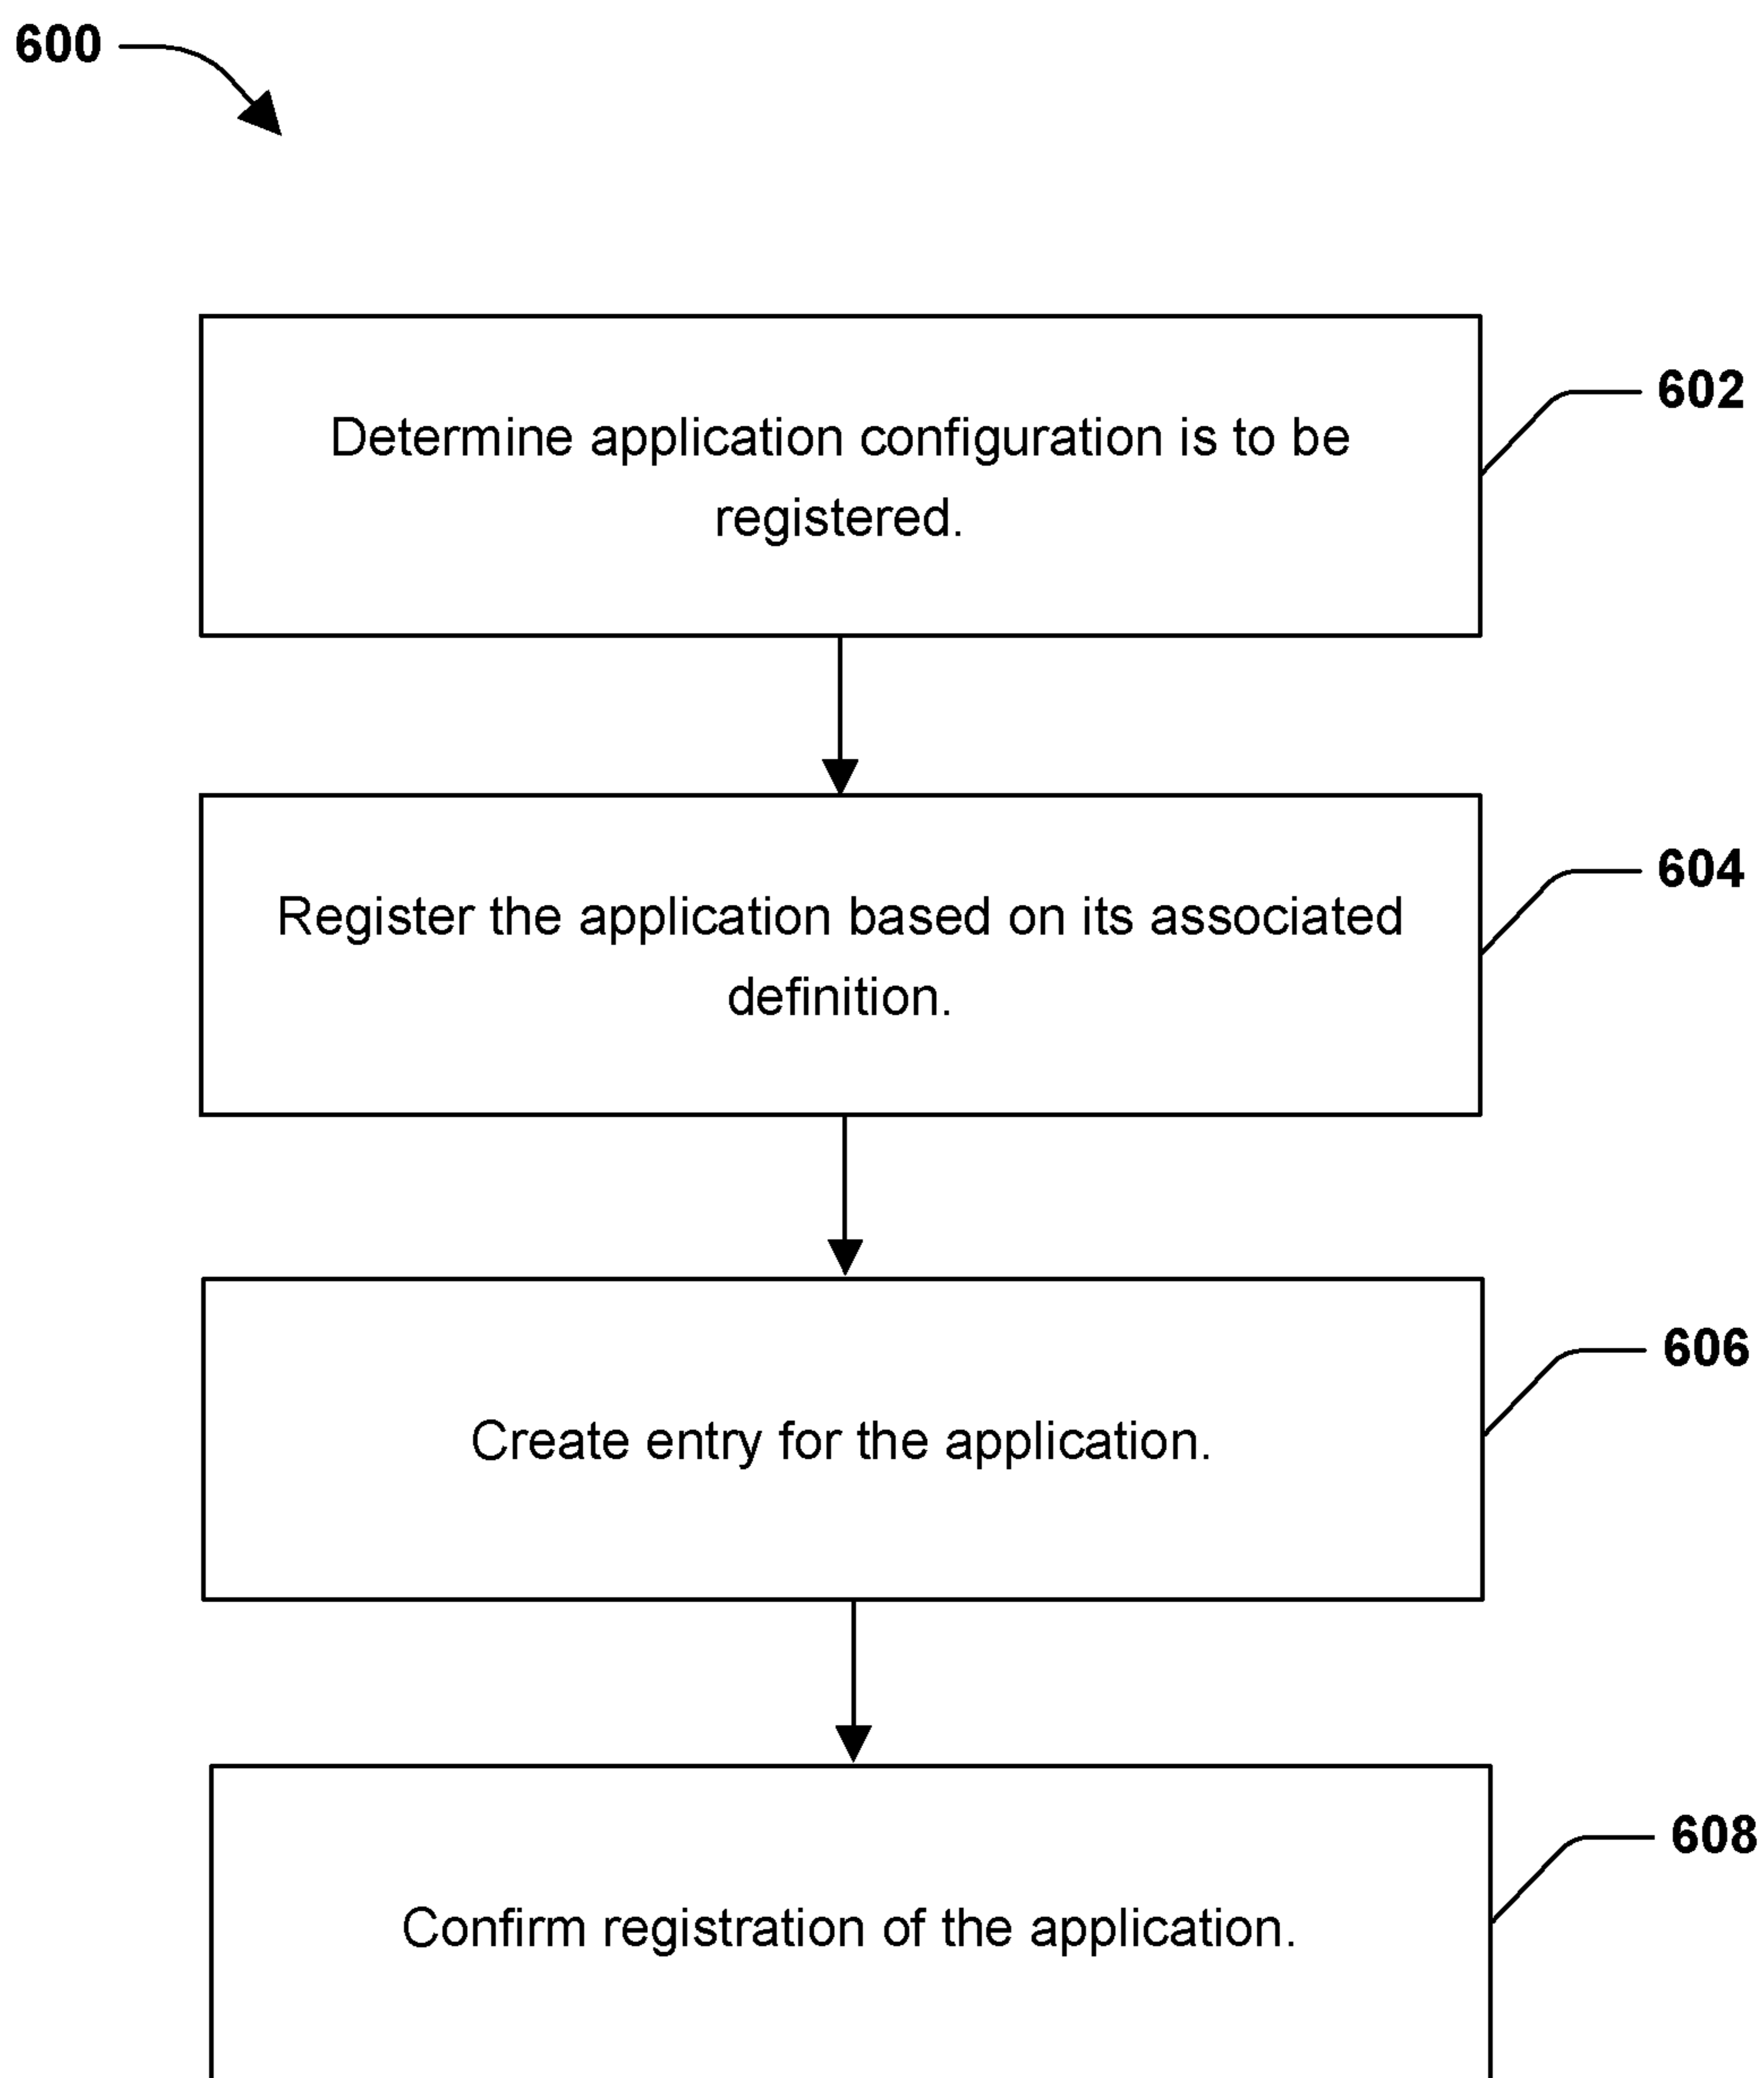 600
Determine application configuration is to be
registered.
602
Register the application based on its associated
definition.
604
Create entry for the application.
606
Confirm registration of the application.
608